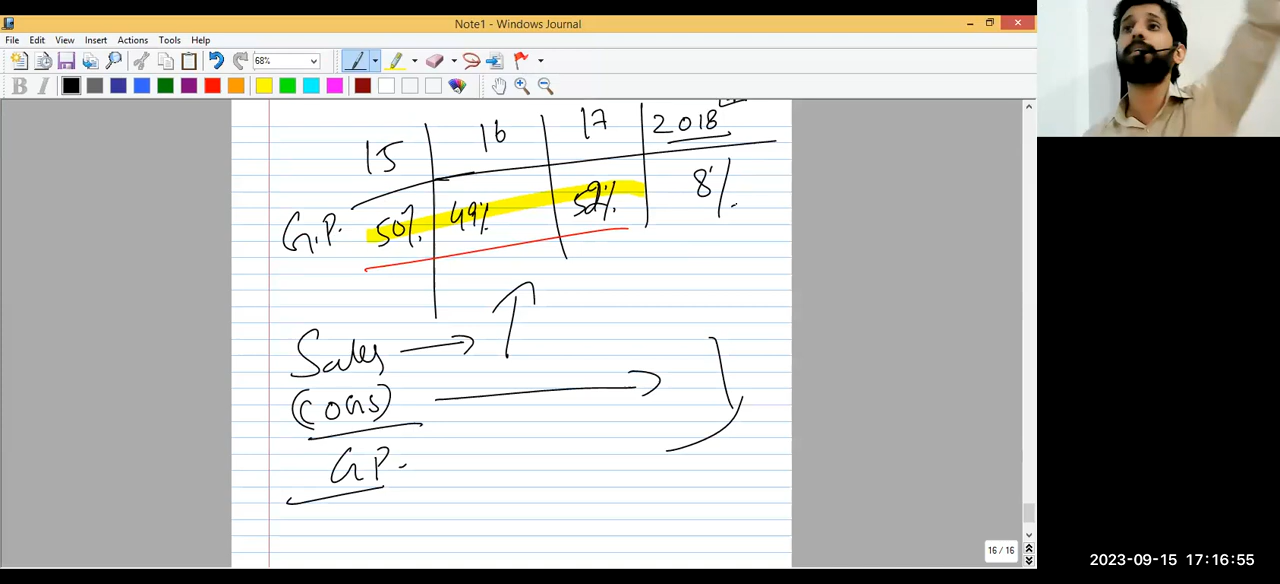 Note1 - Windows Journal
File Edit View Insert Actions Tools Help
68%
B I
15 16 17 2018
G.P. 50% 49% 52% 8%
Sales
(COGS)
GP.
16 / 16
2023-09-15 17:16:55